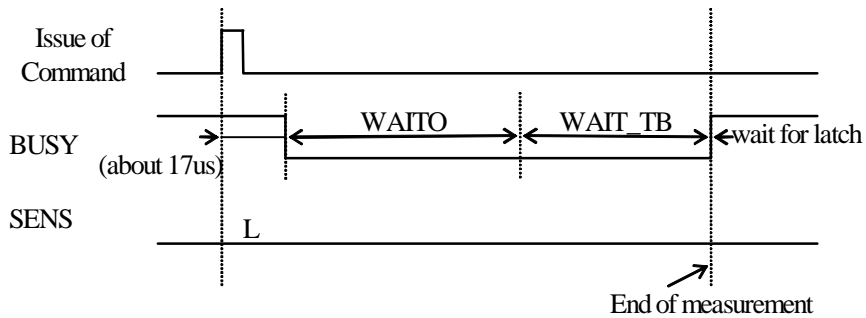 Issue of
Command
WAITO
WAIT_TB
wait for latch
BUSY
(about 17us)
SENS
L
End of measurement